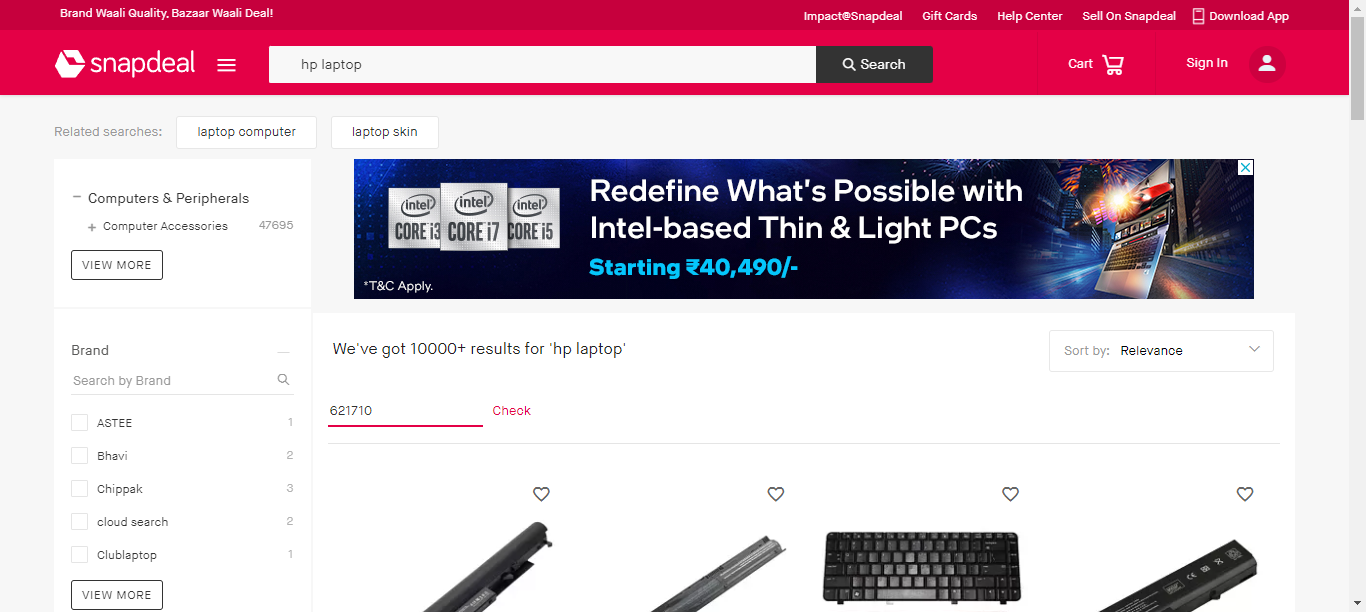 Brand Waali Quality, Bazaar Waali Deal!
Impact@Snapdeal Gift Cards Help Center Sell On Snapdeal Download App
snapdeal
hp laptop
Search
Cart
Sign In
Related searches: laptop computer laptop skin
Computers & Peripherals
Computer Accessories 47695
VIEW MORE
intel CORE i3
intel CORE i7
intel CORE i5
Redefine What's Possible with
Intel-based Thin & Light PCs
Starting ₹40,490/-
*T&C Apply.
Brand
Search by Brand
ASTEE 1
Bhavi 2
Chippak 3
cloud search 2
Clublaptop 1
VIEW MORE
We've got 10000+ results for 'hp laptop'
Sort by: Relevance
621710 Check